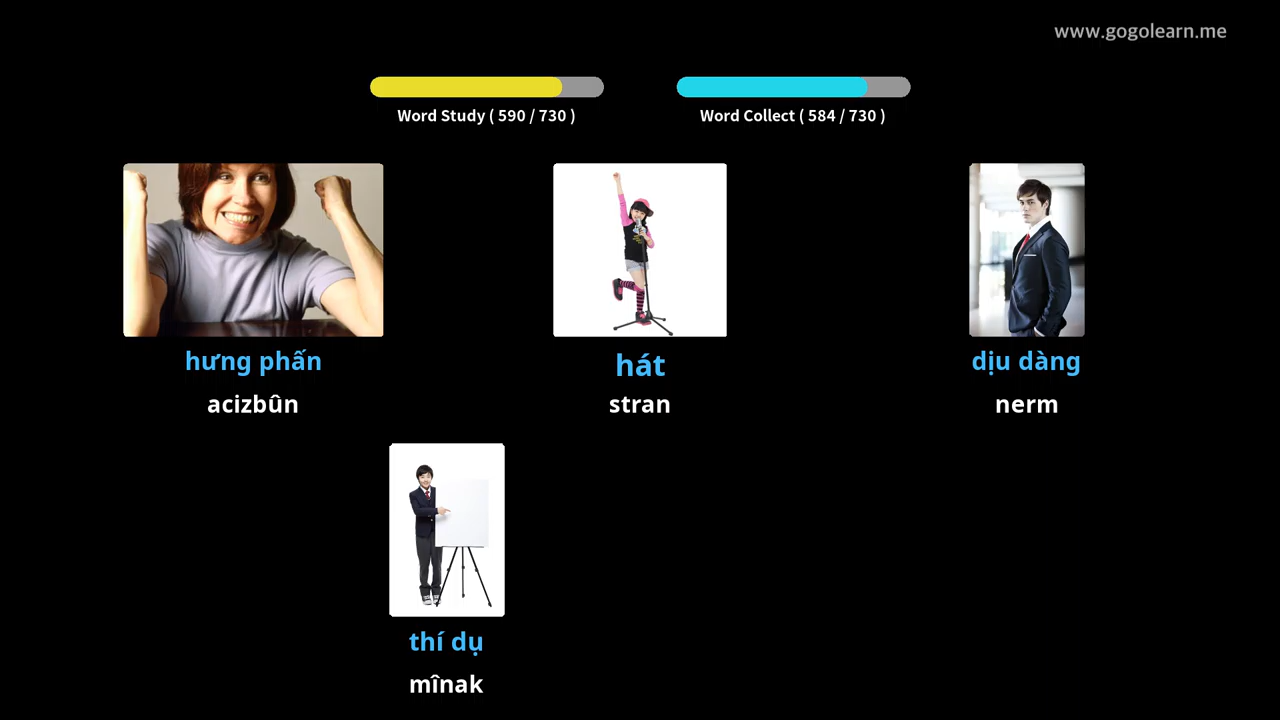 www.gogolearn.me
Word Study ( 590 / 730 )
Word Collect ( 584 / 730 )
hưng phấn
acizbûn
hát
stran
dịu dàng
nerm
thí dụ
mînak